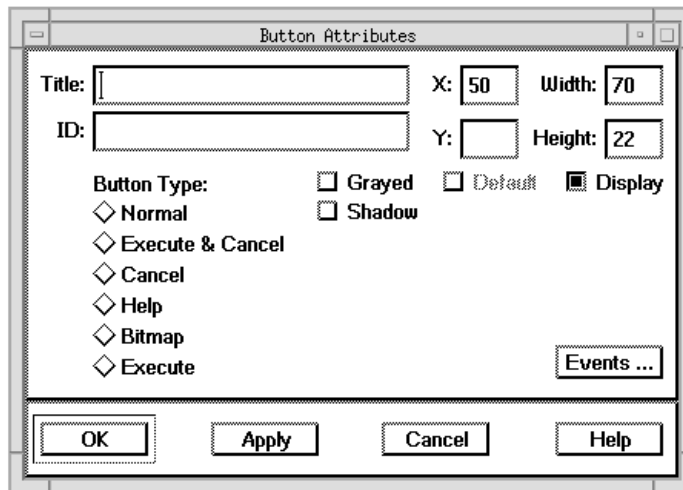 Button Attributes
Title: X: 50 Width: 70
ID: Y: Height: 22
Button Type: Grayed Default Display
Normal Shadow
Execute & Cancel
Cancel
Help
Bitmap
Execute
Events ...
OK Apply Cancel Help